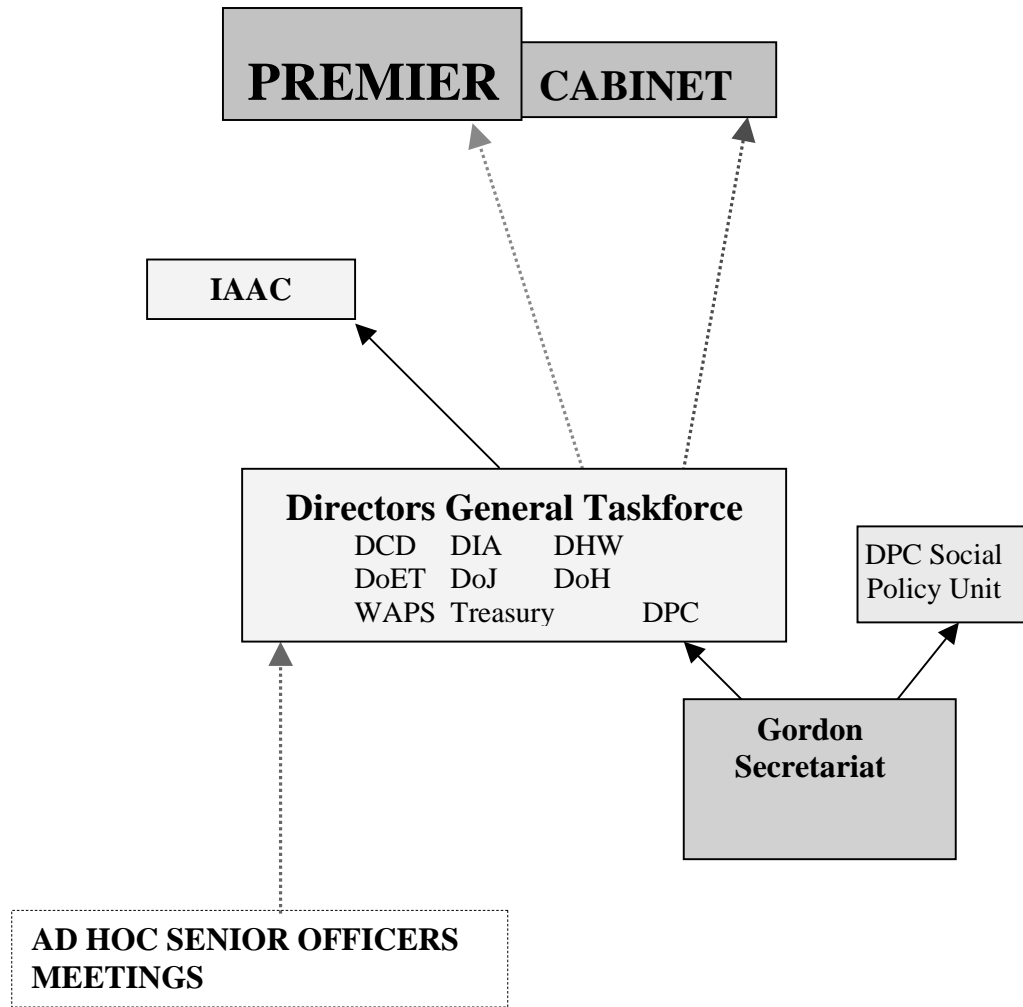 PREMIER
CABINET
IAAC
Directors General Taskforce
DCD DIA DHW
DoET DoJ DoH
WAPS Treasury DPC
DPC Social
Policy Unit
Gordon
Secretariat
AD HOC SENIOR OFFICERS
MEETINGS